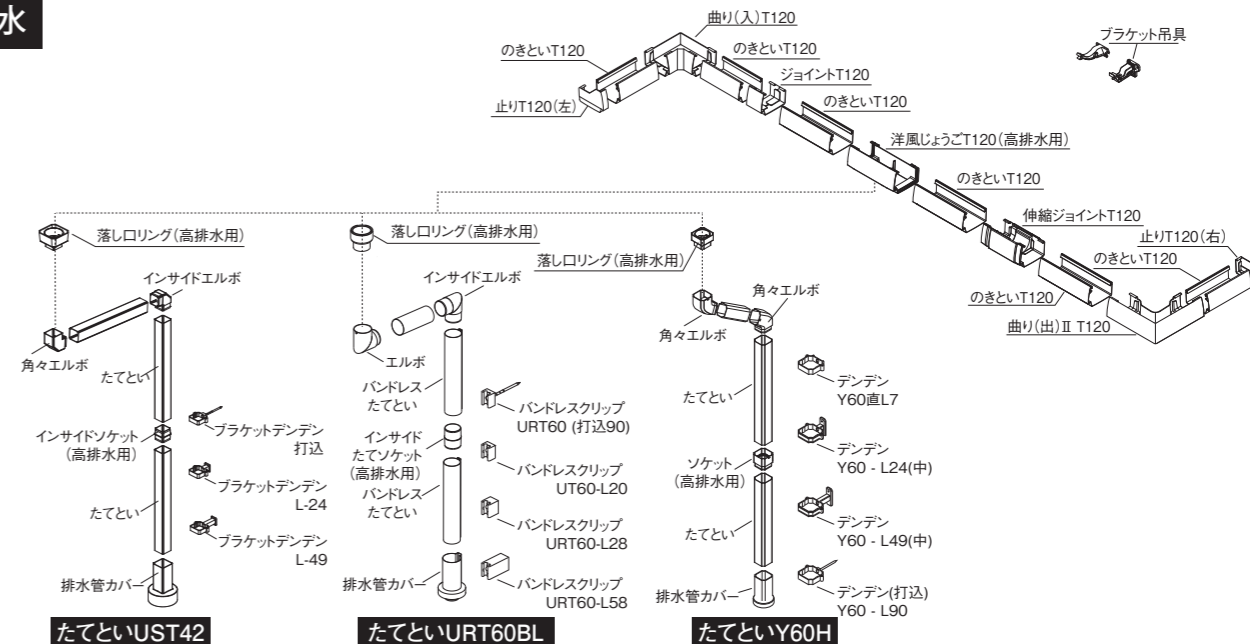 水
曲り(入)T120
のきといT120
のきといT120
ブラケット吊具
ジョイントT120
止りT120(左)
のきといT120
洋風じょうごT120(高排水用)
のきといT120
伸縮ジョイントT120
止りT120(右)
のきといT120
のきといT120
曲り(出)Ⅱ T120
落し口リング(高排水用)
インサイドエルボ
角々エルボ
たてとい
ブラケットデンデン
打込
インサイドソケット
(高排水用)
ブラケットデンデン
L-24
たてとい
ブラケットデンデン
L-49
排水管カバー
たてといUST42
落し口リング(高排水用)
インサイドエルボ
エルボ
バンドレス
たてとい
バンドレスクリップ
URT60 (打込90)
インサイド
たてソケット
(高排水用)
バンドレスクリップ
UT60-L20
バンドレス
たてとい
バンドレスクリップ
URT60-L28
排水管カバー
バンドレスクリップ
URT60-L58
たてといURT60BL
落し口リング(高排水用)
角々エルボ
角々エルボ
デンデン
Y60直L7
たてとい
デンデン
Y60 - L24(中)
ソケット
(高排水用)
デンデン
Y60 - L49(中)
たてとい
排水管カバー
デンデン(打込)
Y60 - L90
たてといY60H